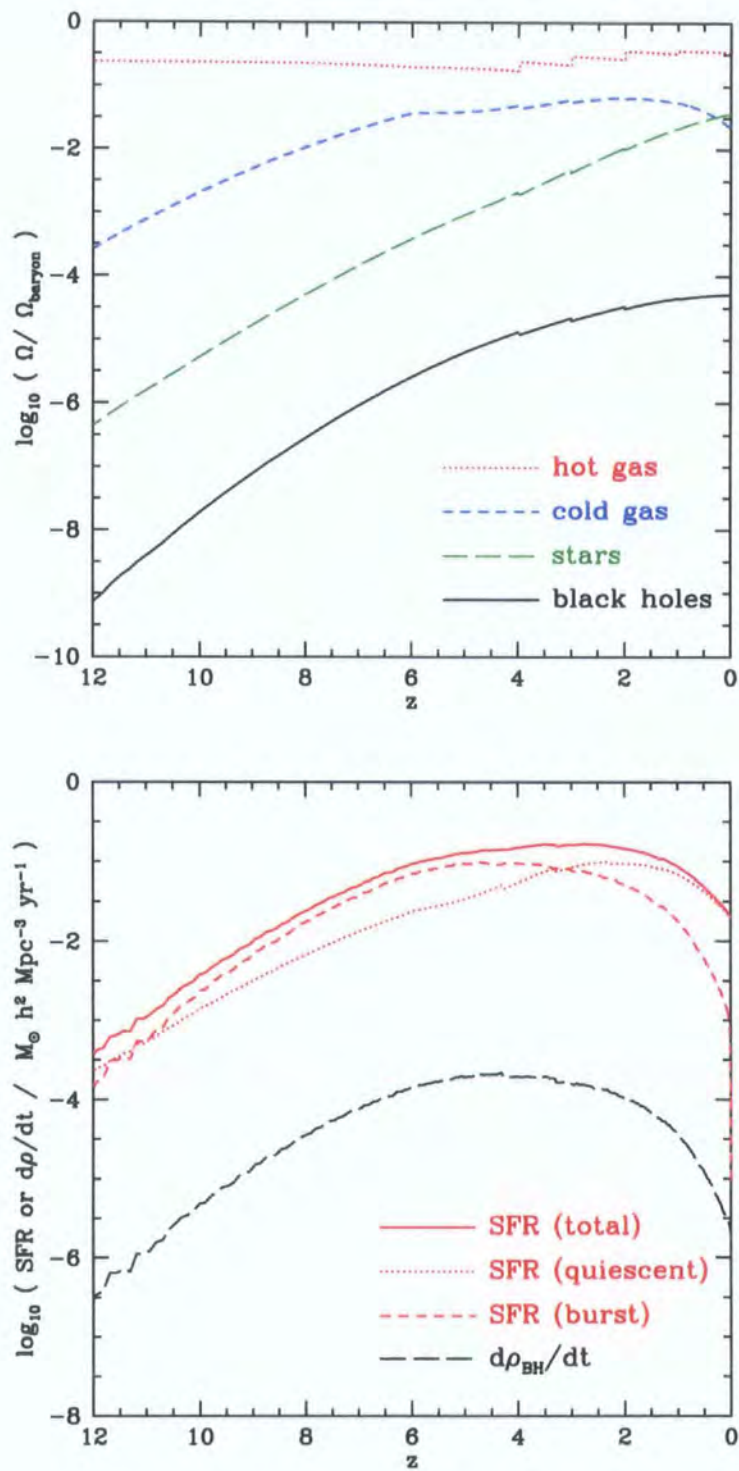 0
−2
−4
−6
−8
−10
log₁₀ ( Ω/ Ω_baryon )
hot gas
cold gas
stars
black holes
12 10 8 6 4 2 0
z
0
−2
−4
−6
−8
log₁₀ ( SFR or dρ/dt / M_⊙ h² Mpc⁻³ yr⁻¹ )
SFR (total)
SFR (quiescent)
SFR (burst)
dρ_BH/dt
12 10 8 6 4 2 0
z